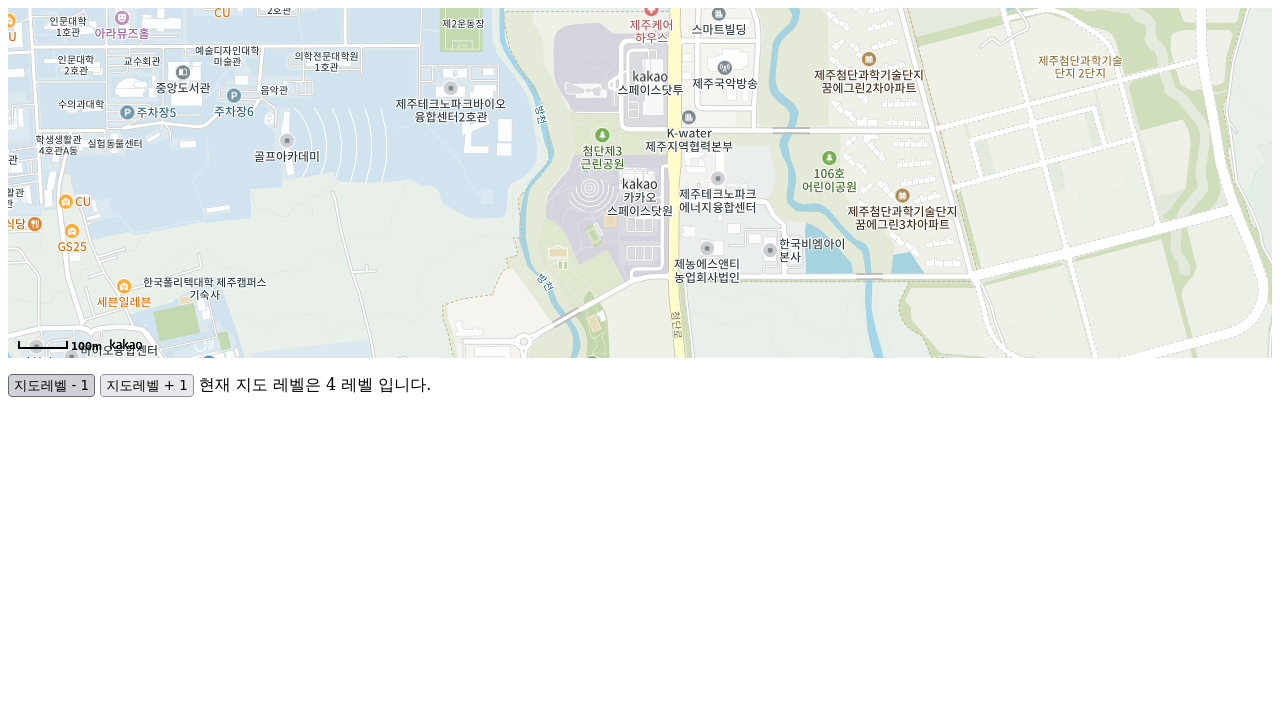 CU
2호관
인문대학
1호관
아라뮤즈홀
제2운동장
제주케어
하우스
스마트빌딩
인문대학
2호관
교수회관
예술디자인대학
미술관
의학전문대학원
1호관
중앙도서관
음악관
kakao
스페이스닷투
제주국악방송
제주첨단과학기술단지
꿈에그린2차아파트
제주첨단과학기술
단지 2단지
수의과대학
주차장5
주차장6
제주테크노파크바이오
융합센터2호관
방천
학생생활관
4호관A동
실험동물센터
골프아카데미
첨단제3
근린공원
K-water
제주지역협력본부
106호
어린이공원
CU
kakao
카카오
스페이스닷원
제주테크노파크
에너지융합센터
제주첨단과학기술단지
꿈에그린3차아파트
식당
GS25
제농에스앤티
농업회사법인
한국비엠아이
본사
방천
세븐일레븐
한국폴리텍대학 제주캠퍼스
기숙사
첨단로
100m
kakao
바이오융합센터
지도레벨 - 1
지도레벨 + 1
현재 지도 레벨은 4 레벨 입니다.